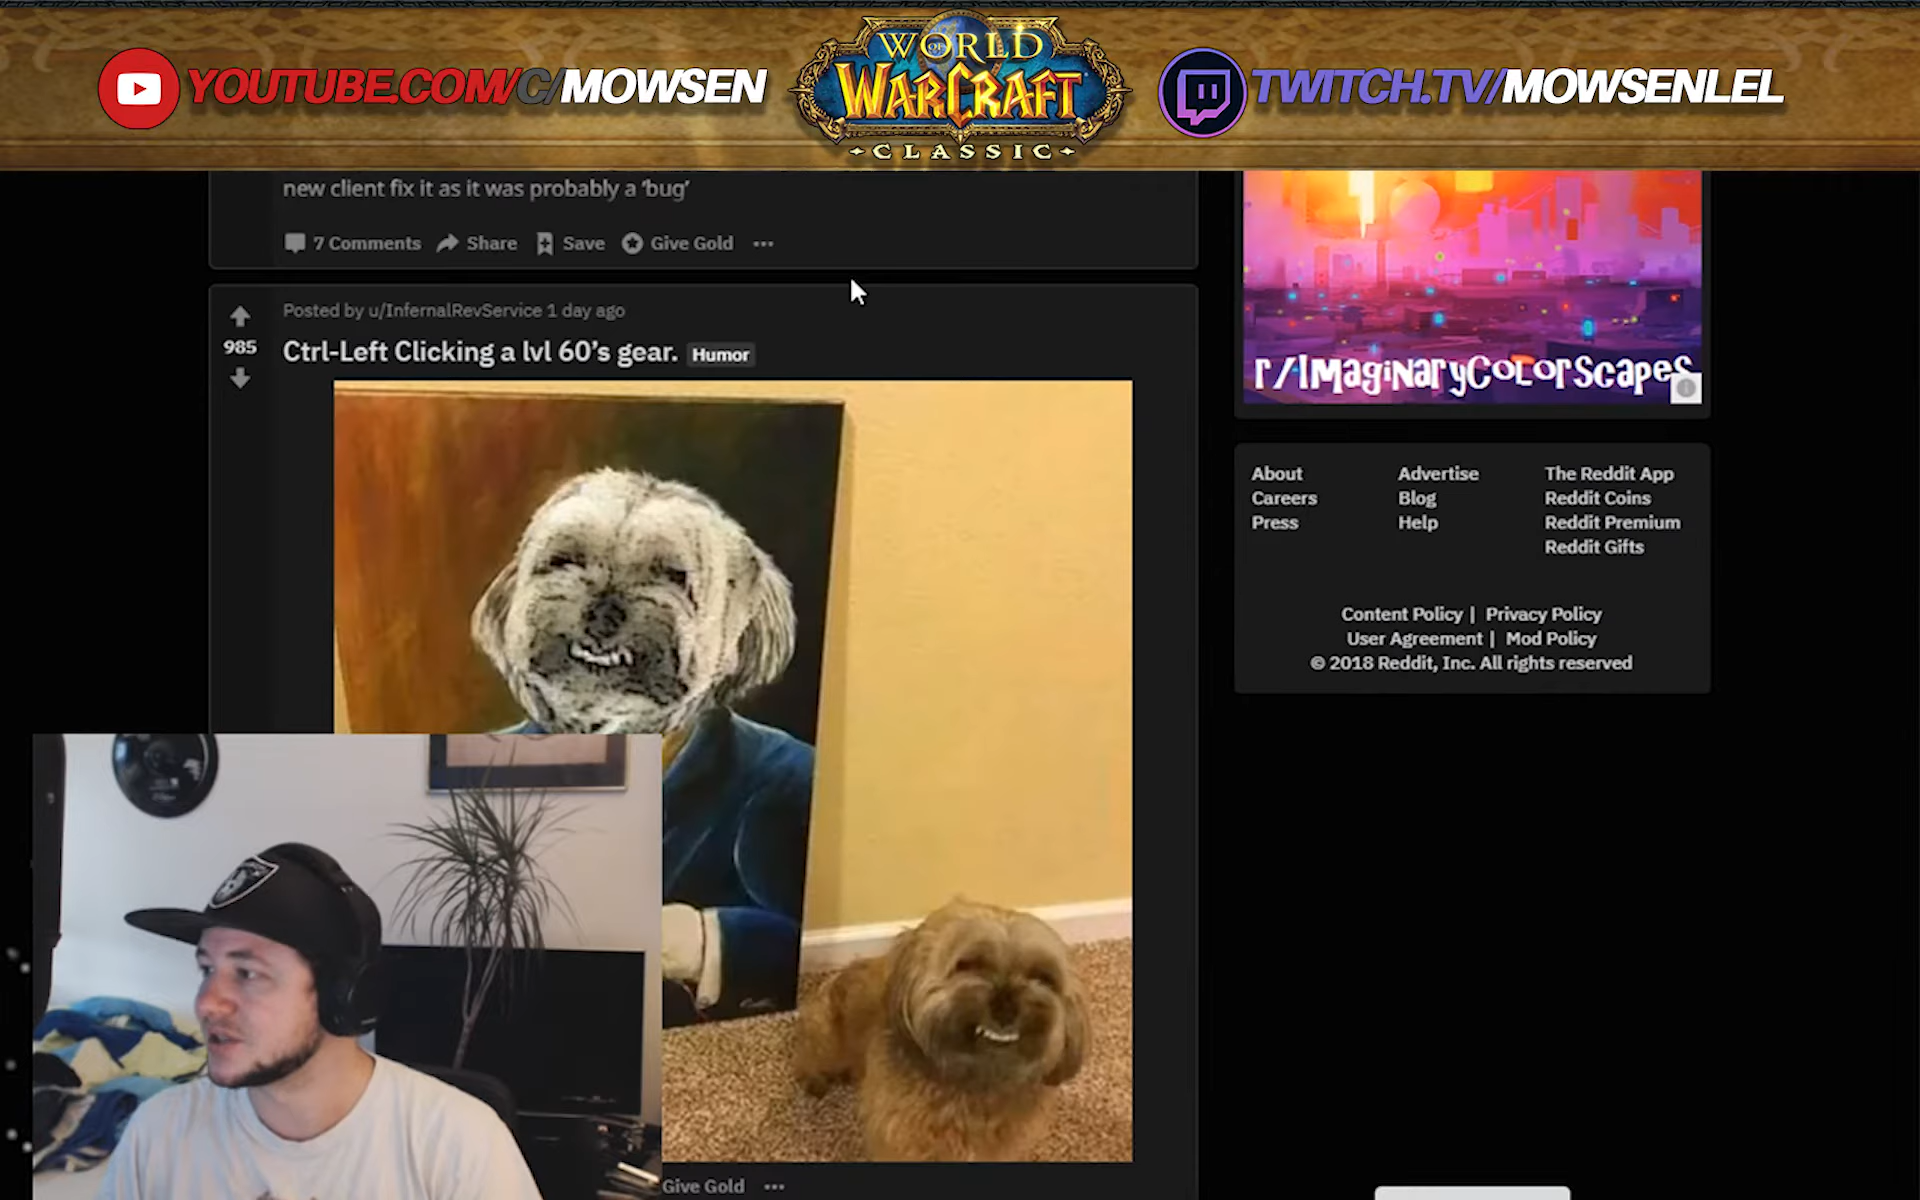 YOUTUBE.COM/C/MOWSEN
WORLD OF WARCRAFT
CLASSIC
TWITCH.TV/MOWSENLEL
new client fix it as it was probably a 'bug'
7 Comments Share Save Give Gold
Posted by u/InfernalRevService 1 day ago
985
Ctrl-Left Clicking a lvl 60's gear. Humor
r/ImaginaryColorScapes
About Advertise The Reddit App
Careers Blog Reddit Coins
Press Help Reddit Premium
Reddit Gifts
Content Policy | Privacy Policy
User Agreement | Mod Policy
© 2018 Reddit, Inc. All rights reserved
Give Gold